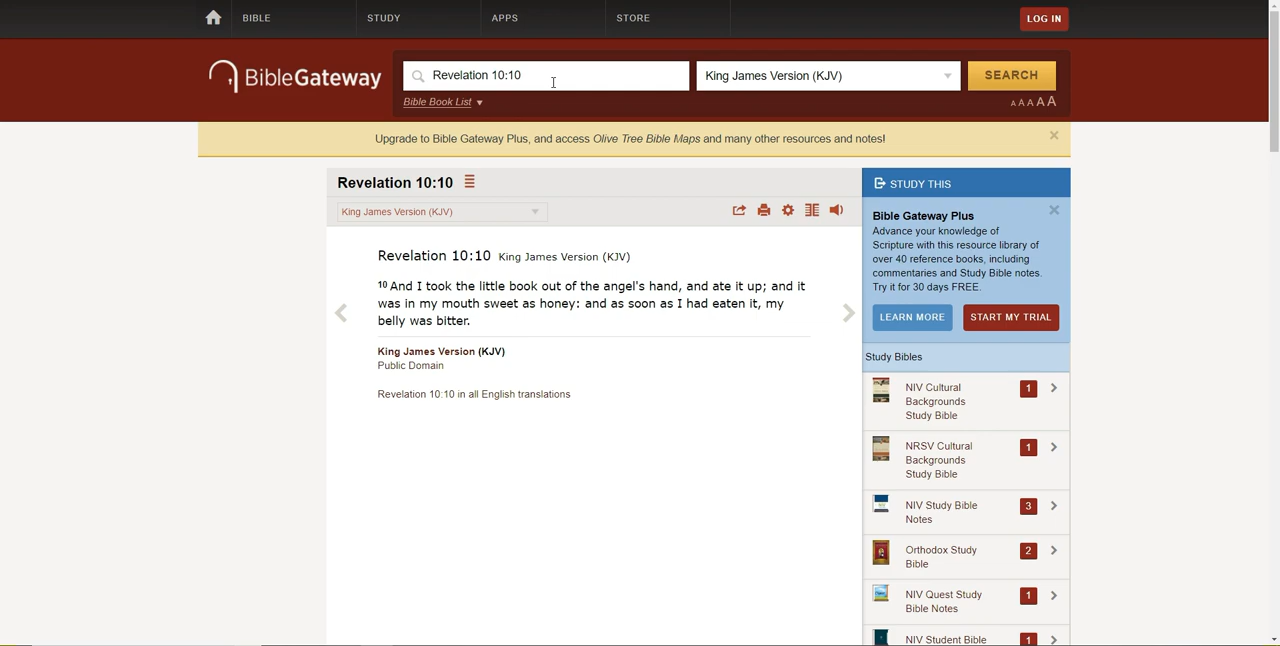 BIBLE
STUDY
APPS
STORE
LOG IN
BibleGateway
Revelation 10:10
King James Version (KJV)
SEARCH
Bible Book List
A A A A A
Upgrade to Bible Gateway Plus, and access Olive Tree Bible Maps and many other resources and notes!
Revelation 10:10
King James Version (KJV)
Revelation 10:10 King James Version (KJV)
10 And I took the little book out of the angel's hand, and ate it up; and it
was in my mouth sweet as honey: and as soon as I had eaten it, my
belly was bitter.
King James Version (KJV)
Public Domain
Revelation 10:10 in all English translations
STUDY THIS
Bible Gateway Plus
Advance your knowledge of
Scripture with this resource library of
over 40 reference books, including
commentaries and Study Bible notes.
Try it for 30 days FREE.
LEARN MORE
START MY TRIAL
Study Bibles
NIV Cultural
Backgrounds
Study Bible
1
NRSV Cultural
Backgrounds
Study Bible
1
NIV Study Bible
Notes
3
Orthodox Study
Bible
2
NIV Quest Study
Bible Notes
1
NIV Student Bible
1